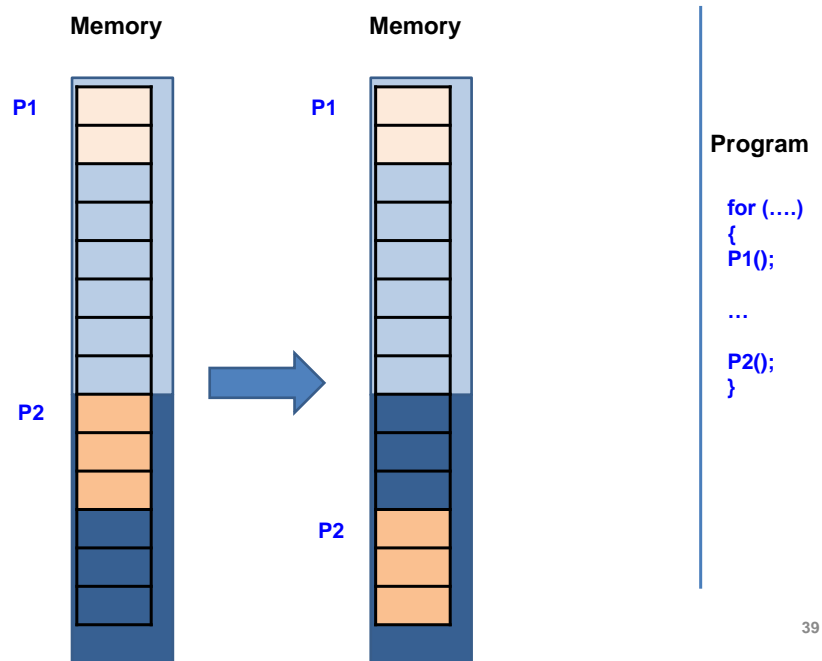 Memory
Memory
P1
P1
P2
P2
Program
for (….)
{
P1();
…
P2();
}
39